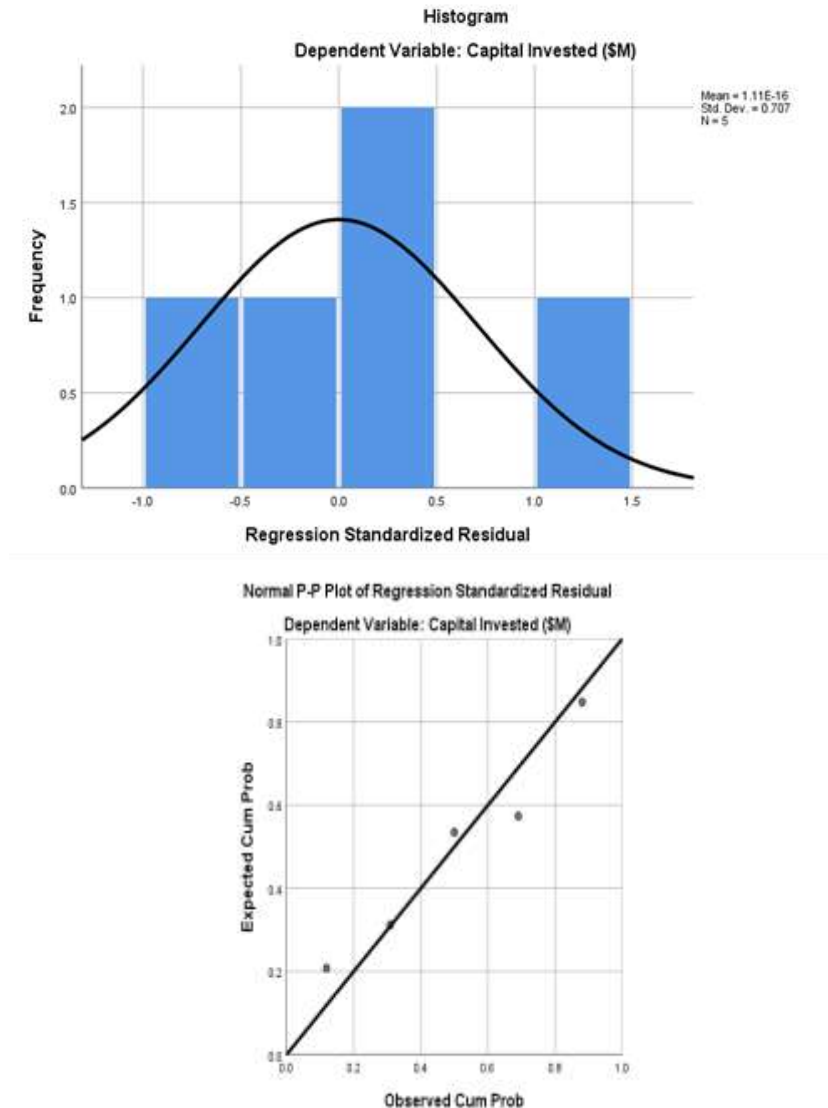 Histogram
Dependent Variable: Capital Invested ($M)
Mean = 1.11E-16
Std. Dev. = 0.707
N = 5
2.0
1.5
1.0
0.5
0.0
Frequency
-1.0 -0.5 0.0 0.5 1.0 1.5
Regression Standardized Residual
Normal P-P Plot of Regression Standardized Residual
Dependent Variable: Capital Invested ($M)
1.0
0.8
0.6
0.4
0.2
0.0
Expected Cum Prob
0.0 0.2 0.4 0.6 0.8 1.0
Observed Cum Prob